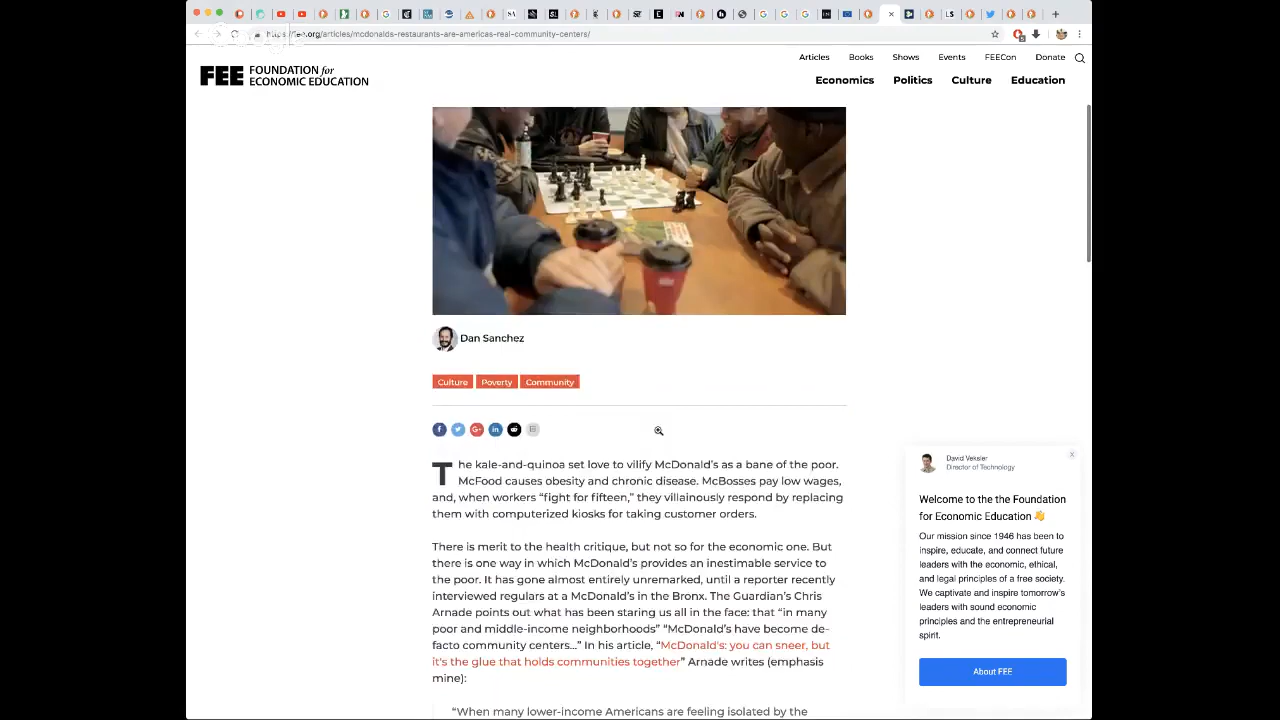 https://fee.org/articles/mcdonalds-restaurants-are-americas-real-community-centers/
Articles Books Shows Events FEECon Donate
FEE FOUNDATION for
ECONOMIC EDUCATION
Economics Politics Culture Education
Dan Sanchez
Culture Poverty Community
The kale-and-quinoa set love to vilify McDonald's as a bane of the poor.
McFood causes obesity and chronic disease. McBosses pay low wages,
and, when workers “fight for fifteen,” they villainously respond by replacing
them with computerized kiosks for taking customer orders.
There is merit to the health critique, but not so for the economic one. But
there is one way in which McDonald's provides an inestimable service to
the poor. It has gone almost entirely unremarked, until a reporter recently
interviewed regulars at a McDonald's in the Bronx. The Guardian's Chris
Arnade points out what has been staring us all in the face: that “in many
poor and middle-income neighborhoods” “McDonald's have become de-
facto community centers...” In his article, “McDonald's: you can sneer, but
it's the glue that holds communities together” Arnade writes (emphasis
mine):
“When many lower-income Americans are feeling isolated by the
David Veksler
Director of Technology
x
Welcome to the the Foundation
for Economic Education 👋
Our mission since 1946 has been to
inspire, educate, and connect future
leaders with the economic, ethical,
and legal principles of a free society.
We captivate and inspire tomorrow's
leaders with sound economic
principles and the entrepreneurial
spirit.
About FEE